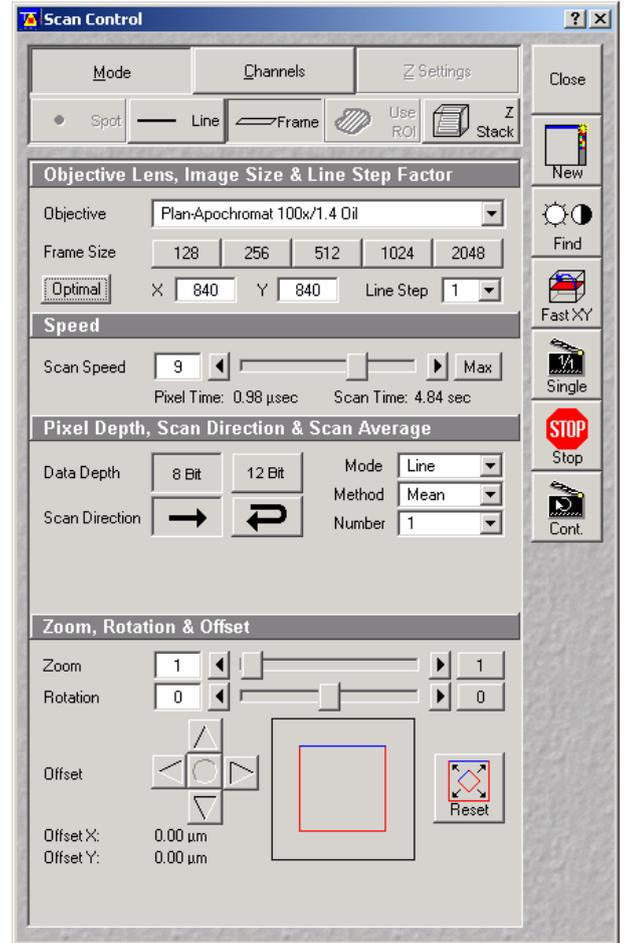 Scan Control
Mode Channels Z Settings
Close
Spot Line Frame Use ROI Z Stack
New
Objective Lens, Image Size & Line Step Factor
Objective Plan-Apochromat 100x/1.4 Oil
Find
Frame Size 128 256 512 1024 2048
Optimal X 840 Y 840 Line Step 1
Fast XY
Speed
Scan Speed 9 Max
1/1
Single
Pixel Time: 0.98 µsec Scan Time: 4.84 sec
Pixel Depth, Scan Direction & Scan Average
STOP
Stop
Data Depth 8 Bit 12 Bit Mode Line
Method Mean
Scan Direction Number 1
Cont.
Zoom, Rotation & Offset
Zoom 1 1
Rotation 0 0
Offset
Reset
Offset X: 0.00 µm
Offset Y: 0.00 µm